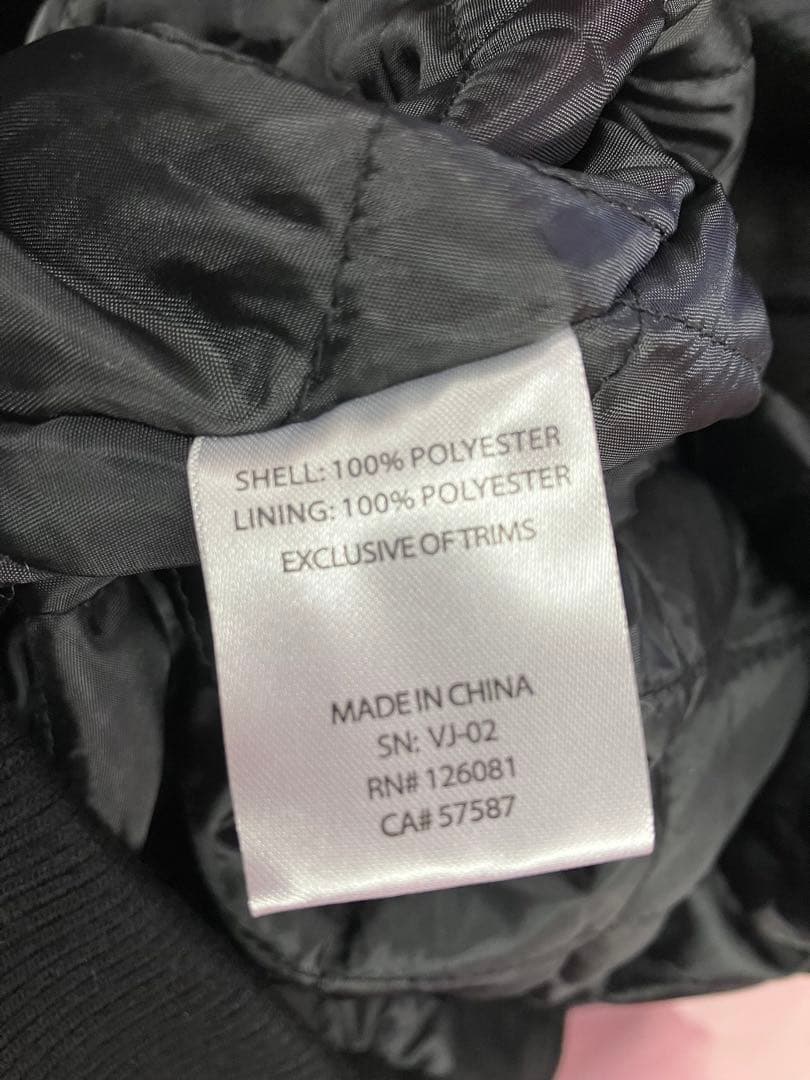 SHELL: 100% POLYESTER
LINING: 100% POLYESTER
EXCLUSIVE OF TRIMS
MADE IN CHINA
SN: VJ-02
RN# 126081
CA# 57587